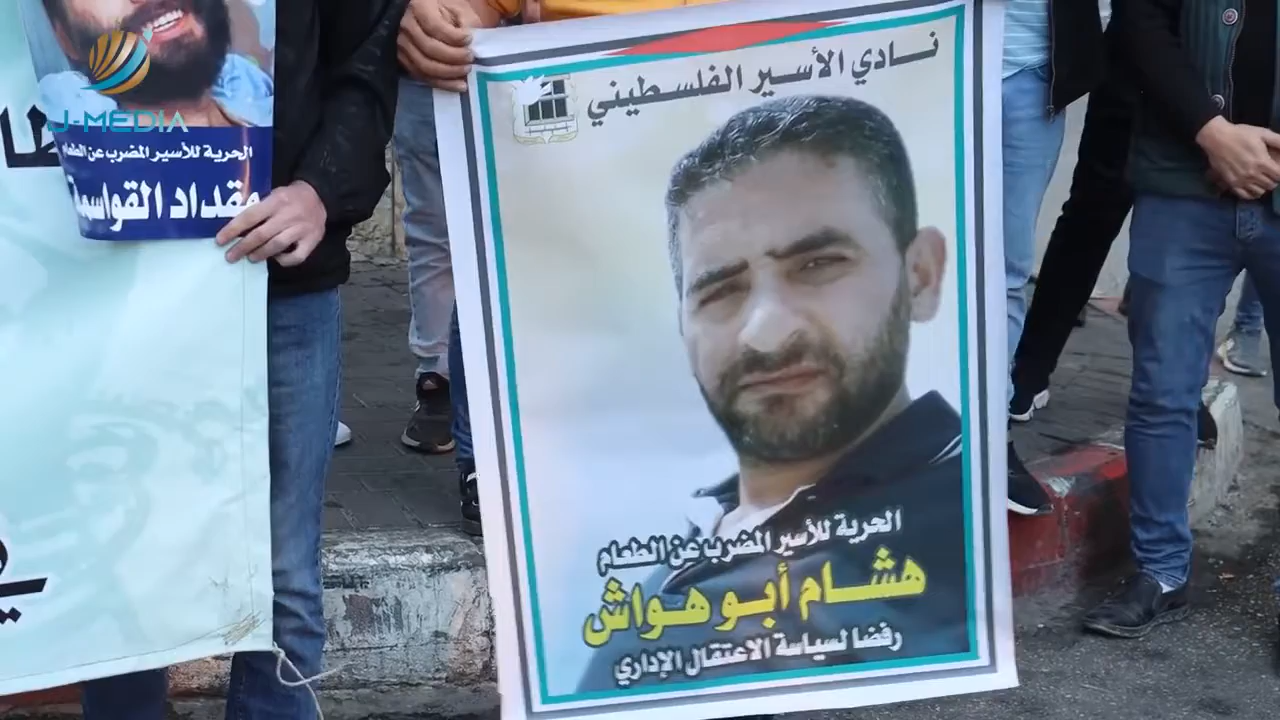 J-MEDIA
الحرية للأسير المضرب عن الطعام
مقداد القواسمة
نادي الأسير الفلسطيني
الحرية للأسير المضرب عن الطعام
هشام أبو هواش
رفضا لسياسة الاعتقال الإداري